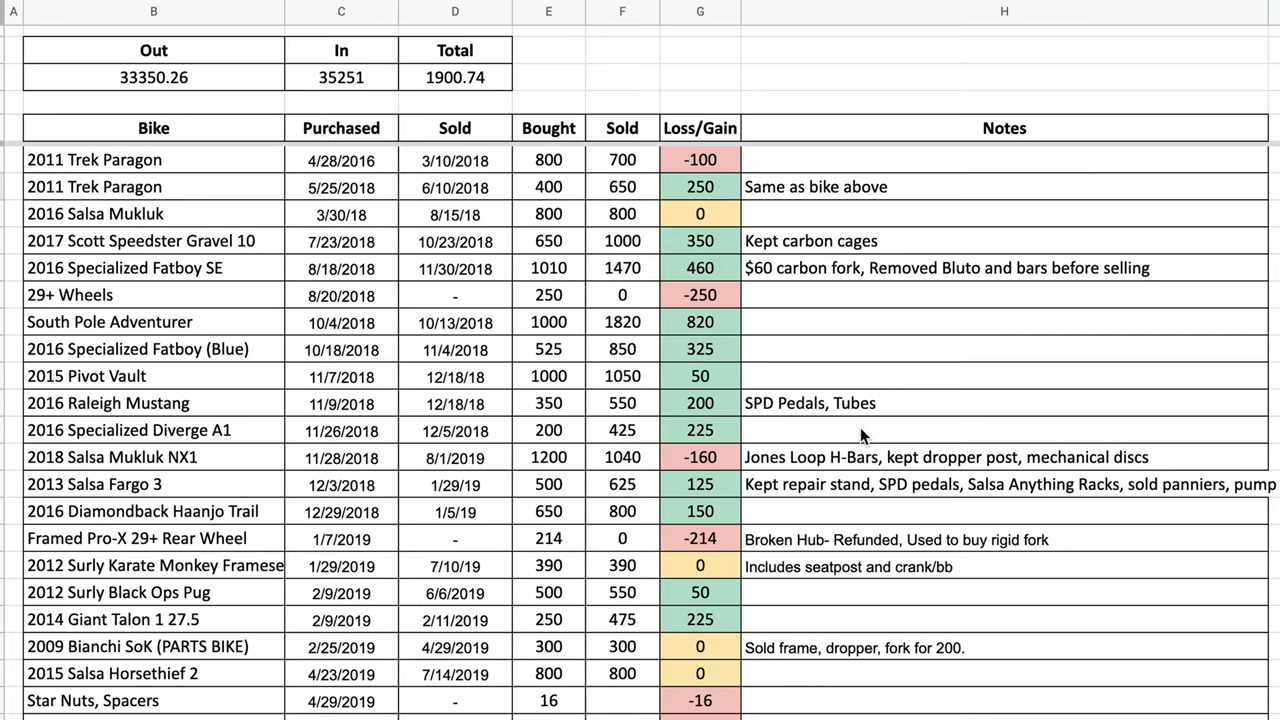 A B C D E F G H
Out In Total
33350.26 35251 1900.74
Bike Purchased Sold Bought Sold Loss/Gain Notes
2011 Trek Paragon 4/28/2016 3/10/2018 800 700 -100
2011 Trek Paragon 5/25/2018 6/10/2018 400 650 250 Same as bike above
2016 Salsa Mukluk 3/30/18 8/15/18 800 800 0
2017 Scott Speedster Gravel 10 7/23/2018 10/23/2018 650 1000 350 Kept carbon cages
2016 Specialized Fatboy SE 8/18/2018 11/30/2018 1010 1470 460 $60 carbon fork, Removed Bluto and bars before selling
29+ Wheels 8/20/2018 - 250 0 -250
South Pole Adventurer 10/4/2018 10/13/2018 1000 1820 820
2016 Specialized Fatboy (Blue) 10/18/2018 11/4/2018 525 850 325
2015 Pivot Vault 11/7/2018 12/18/18 1000 1050 50
2016 Raleigh Mustang 11/9/2018 12/18/18 350 550 200 SPD Pedals, Tubes
2016 Specialized Diverge A1 11/26/2018 12/5/2018 200 425 225
2018 Salsa Mukluk NX1 11/28/2018 8/1/2019 1200 1040 -160 Jones Loop H-Bars, kept dropper post, mechanical discs
2013 Salsa Fargo 3 12/3/2018 1/29/19 500 625 125 Kept repair stand, SPD pedals, Salsa Anything Racks, sold panniers, pump
2016 Diamondback Haanjo Trail 12/29/2018 1/5/19 650 800 150
Framed Pro-X 29+ Rear Wheel 1/7/2019 - 214 0 -214 Broken Hub- Refunded, Used to buy rigid fork
2012 Surly Karate Monkey Framese 1/29/2019 7/10/19 390 390 0 Includes seatpost and crank/bb
2012 Surly Black Ops Pug 2/9/2019 6/6/2019 500 550 50
2014 Giant Talon 1 27.5 2/9/2019 2/11/2019 250 475 225
2009 Bianchi SoK (PARTS BIKE) 2/25/2019 4/29/2019 300 300 0 Sold frame, dropper, fork for 200.
2015 Salsa Horsethief 2 4/23/2019 7/14/2019 800 800 0
Star Nuts, Spacers 4/29/2019 - 16 -16